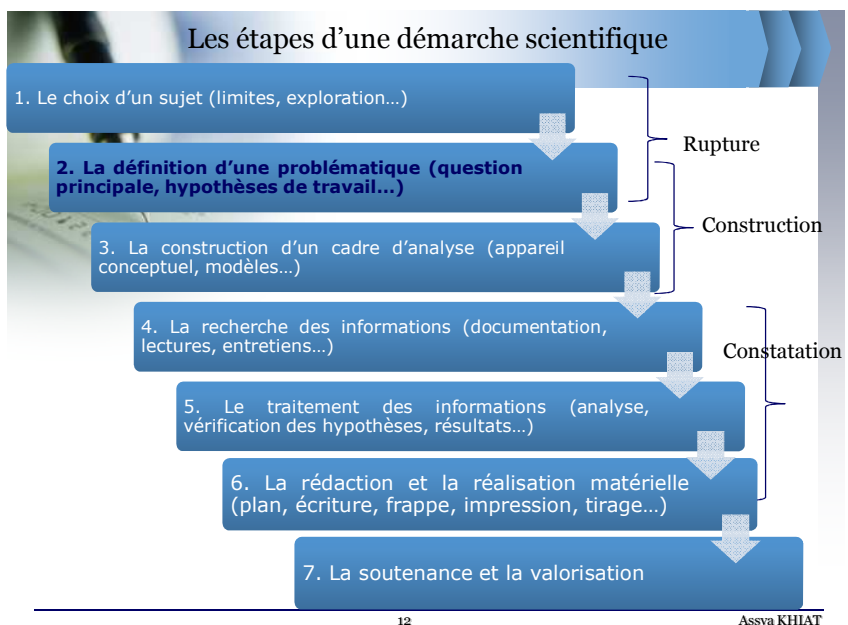 Les étapes d'une démarche scientifique
1. Le choix d'un sujet (limites, exploration…)
Rupture
2. La définition d'une problématique (question
principale, hypothèses de travail…)
Construction
3. La construction d'un cadre d'analyse (appareil
conceptuel, modèles…)
4. La recherche des informations (documentation,
lectures, entretiens…)
Constatation
5. Le traitement des informations (analyse,
vérification des hypothèses, résultats…)
6. La rédaction et la réalisation matérielle
(plan, écriture, frappe, impression, tirage…)
7. La soutenance et la valorisation
12
Assya KHIAT